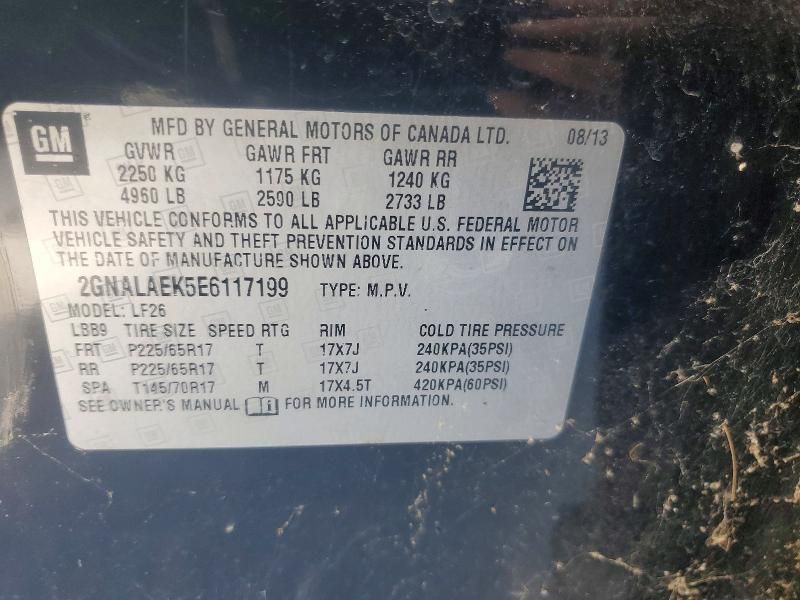 GM
MFD BY GENERAL MOTORS OF CANADA LTD. 08/13
GVWR GAWR FRT GAWR RR
2250 KG 1175 KG 1240 KG
4960 LB 2590 LB 2733 LB
THIS VEHICLE CONFORMS TO ALL APPLICABLE U.S. FEDERAL MOTOR
VEHICLE SAFETY AND THEFT PREVENTION STANDARDS IN EFFECT ON
THE DATE OF MANUFACTURE SHOWN ABOVE.
2GNALAEK5E6117199 TYPE: M.P.V.
MODEL: LF26
LBB9 TIRE SIZE SPEED RTG RIM COLD TIRE PRESSURE
FRT P225/65R17 T 17X7J 240KPA(35PSI)
RR P225/65R17 T 17X7J 240KPA(35PSI)
SPA T145/70R17 M 17X4.5T 420KPA(60PSI)
SEE OWNER'S MANUAL FOR MORE INFORMATION.